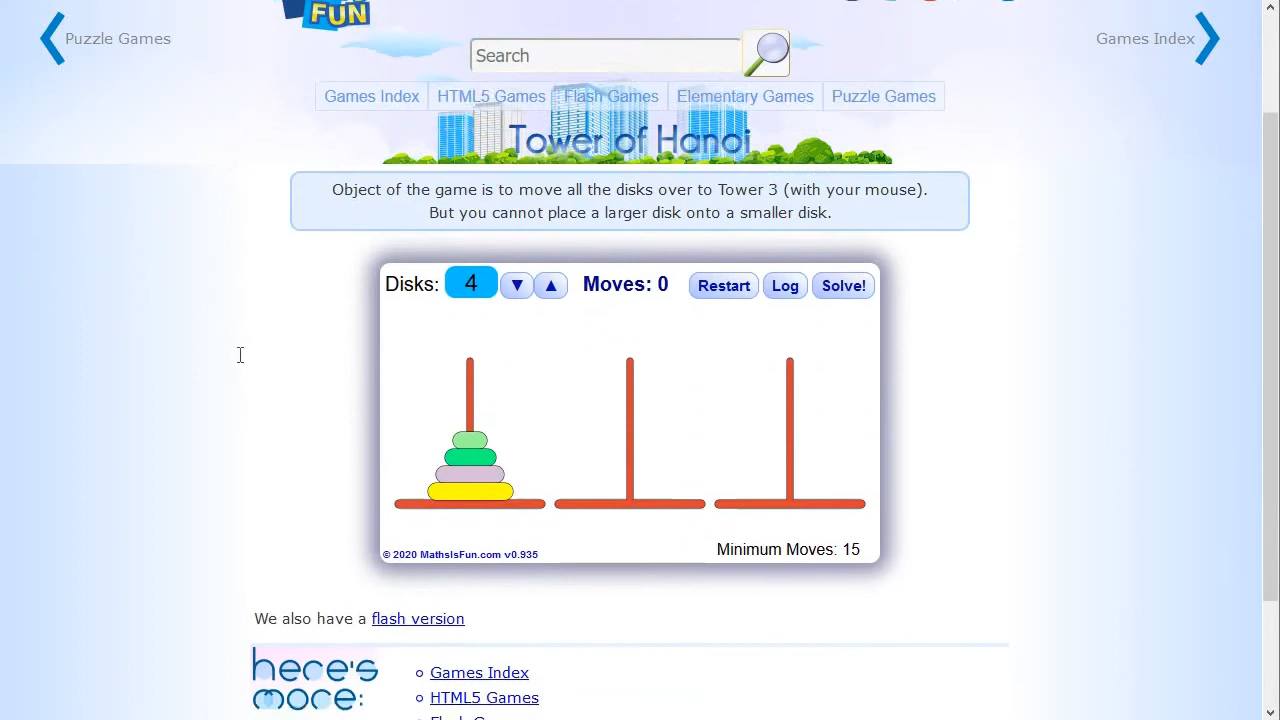 FUN
Puzzle Games
Games Index
Search
Games Index
HTML5 Games
Flash Games
Elementary Games
Puzzle Games
Tower of Hanoi
Object of the game is to move all the disks over to Tower 3 (with your mouse).
But you cannot place a larger disk onto a smaller disk.
Disks: 4 ▼ ▲ Moves: 0 Restart Log Solve!
© 2020 MathsIsFun.com v0.935
Minimum Moves: 15
We also have a flash version
here's
more:
Games Index
HTML5 Games